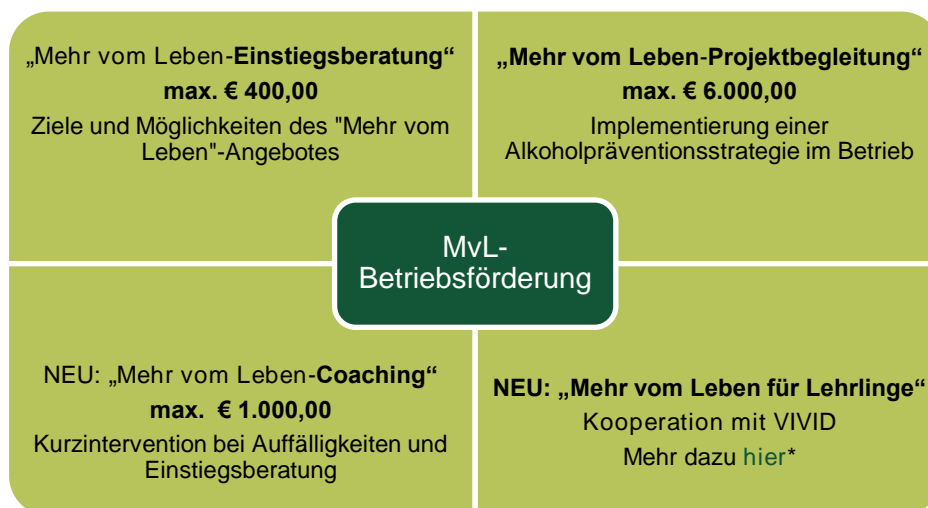 „Mehr vom Leben-Einstiegsberatung“
max. € 400,00
Ziele und Möglichkeiten des "Mehr vom
Leben"-Angebotes
„Mehr vom Leben-Projektbegleitung“
max. € 6.000,00
Implementierung einer
Alkoholpräventionsstrategie im Betrieb
MvL-
Betriebsförderung
NEU: „Mehr vom Leben-Coaching“
max. € 1.000,00
Kurzintervention bei Auffälligkeiten und
Einstiegsberatung
NEU: „Mehr vom Leben für Lehrlinge“
Kooperation mit VIVID
Mehr dazu hier*